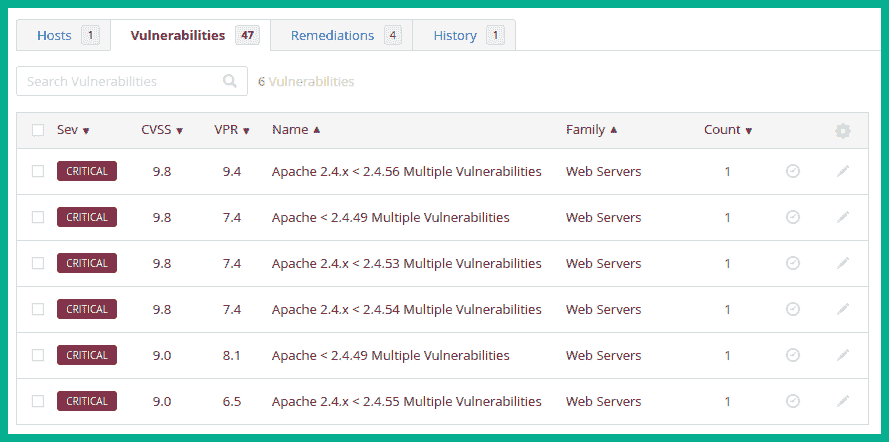 Hosts 1 Vulnerabilities 47 Remediations 4 History 1
Search Vulnerabilities 6 Vulnerabilities
Sev CVSS VPR Name Family Count
CRITICAL 9.8 9.4 Apache 2.4.x < 2.4.56 Multiple Vulnerabilities Web Servers 1
CRITICAL 9.8 7.4 Apache < 2.4.49 Multiple Vulnerabilities Web Servers 1
CRITICAL 9.8 7.4 Apache 2.4.x < 2.4.53 Multiple Vulnerabilities Web Servers 1
CRITICAL 9.8 7.4 Apache 2.4.x < 2.4.54 Multiple Vulnerabilities Web Servers 1
CRITICAL 9.0 8.1 Apache < 2.4.49 Multiple Vulnerabilities Web Servers 1
CRITICAL 9.0 6.5 Apache 2.4.x < 2.4.55 Multiple Vulnerabilities Web Servers 1